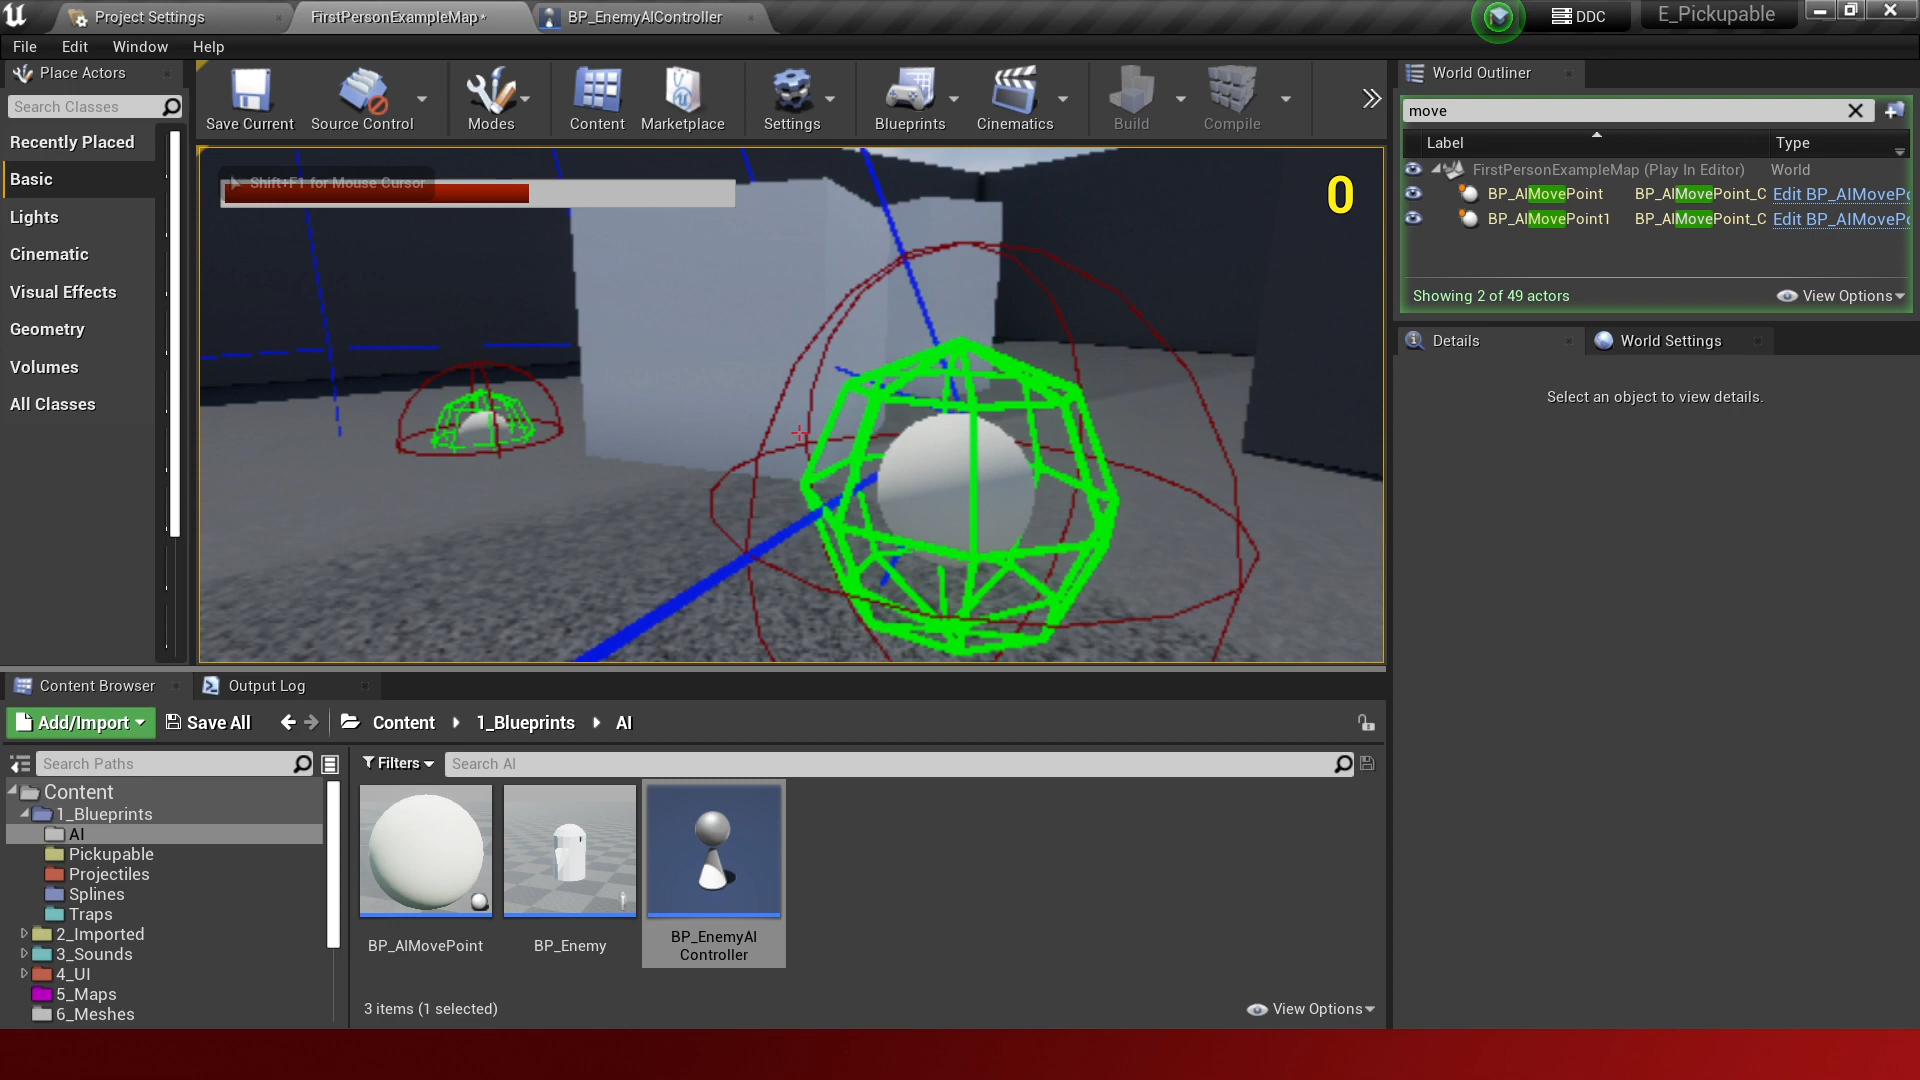 Project Settings
FirstPersonExampleMap*
BP_EnemyAIController
DDC
E_Pickupable
File
Edit
Window
Help
Place Actors
Search Classes
Recently Placed
Basic
Lights
Cinematic
Visual Effects
Geometry
Volumes
All Classes
Save Current
Source Control
Modes
Content
Marketplace
Settings
Blueprints
Cinematics
Build
Compile
Shift+F1 for Mouse Cursor
0
World Outliner
move
Label
Type
FirstPersonExampleMap (Play In Editor)
World
BP_AIMovePoint
BP_AIMovePoint_C
Edit BP_AIMovePo
BP_AIMovePoint1
BP_AIMovePoint_C
Edit BP_AIMovePo
Showing 2 of 49 actors
View Options
Details
World Settings
Select an object to view details.
Content Browser
Output Log
Add/Import
Save All
Content
1_Blueprints
AI
Search Paths
Filters
Search AI
Content
1_Blueprints
AI
Pickupable
Projectiles
Splines
Traps
2_Imported
3_Sounds
4_UI
5_Maps
6_Meshes
BP_AIMovePoint
BP_Enemy
BP_EnemyAI
Controller
3 items (1 selected)
View Options